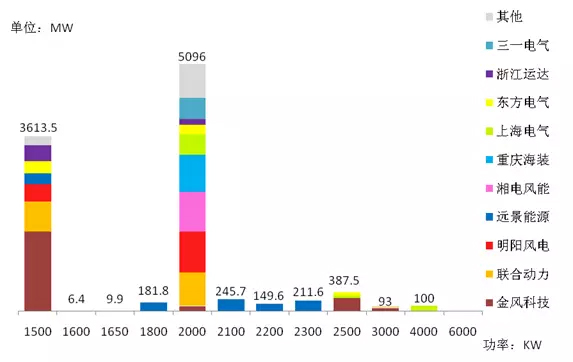 单位：MW
其他
三一电气
浙江运达
东方电气
上海电气
重庆海装
湘电风能
远景能源
明阳风电
联合动力
金风科技
3613.5
6.4
9.9
181.8
5096
245.7
149.6
211.6
387.5
93
100
1500 1600 1650 1800 2000 2100 2200 2300 2500 3000 4000 6000
功率：KW